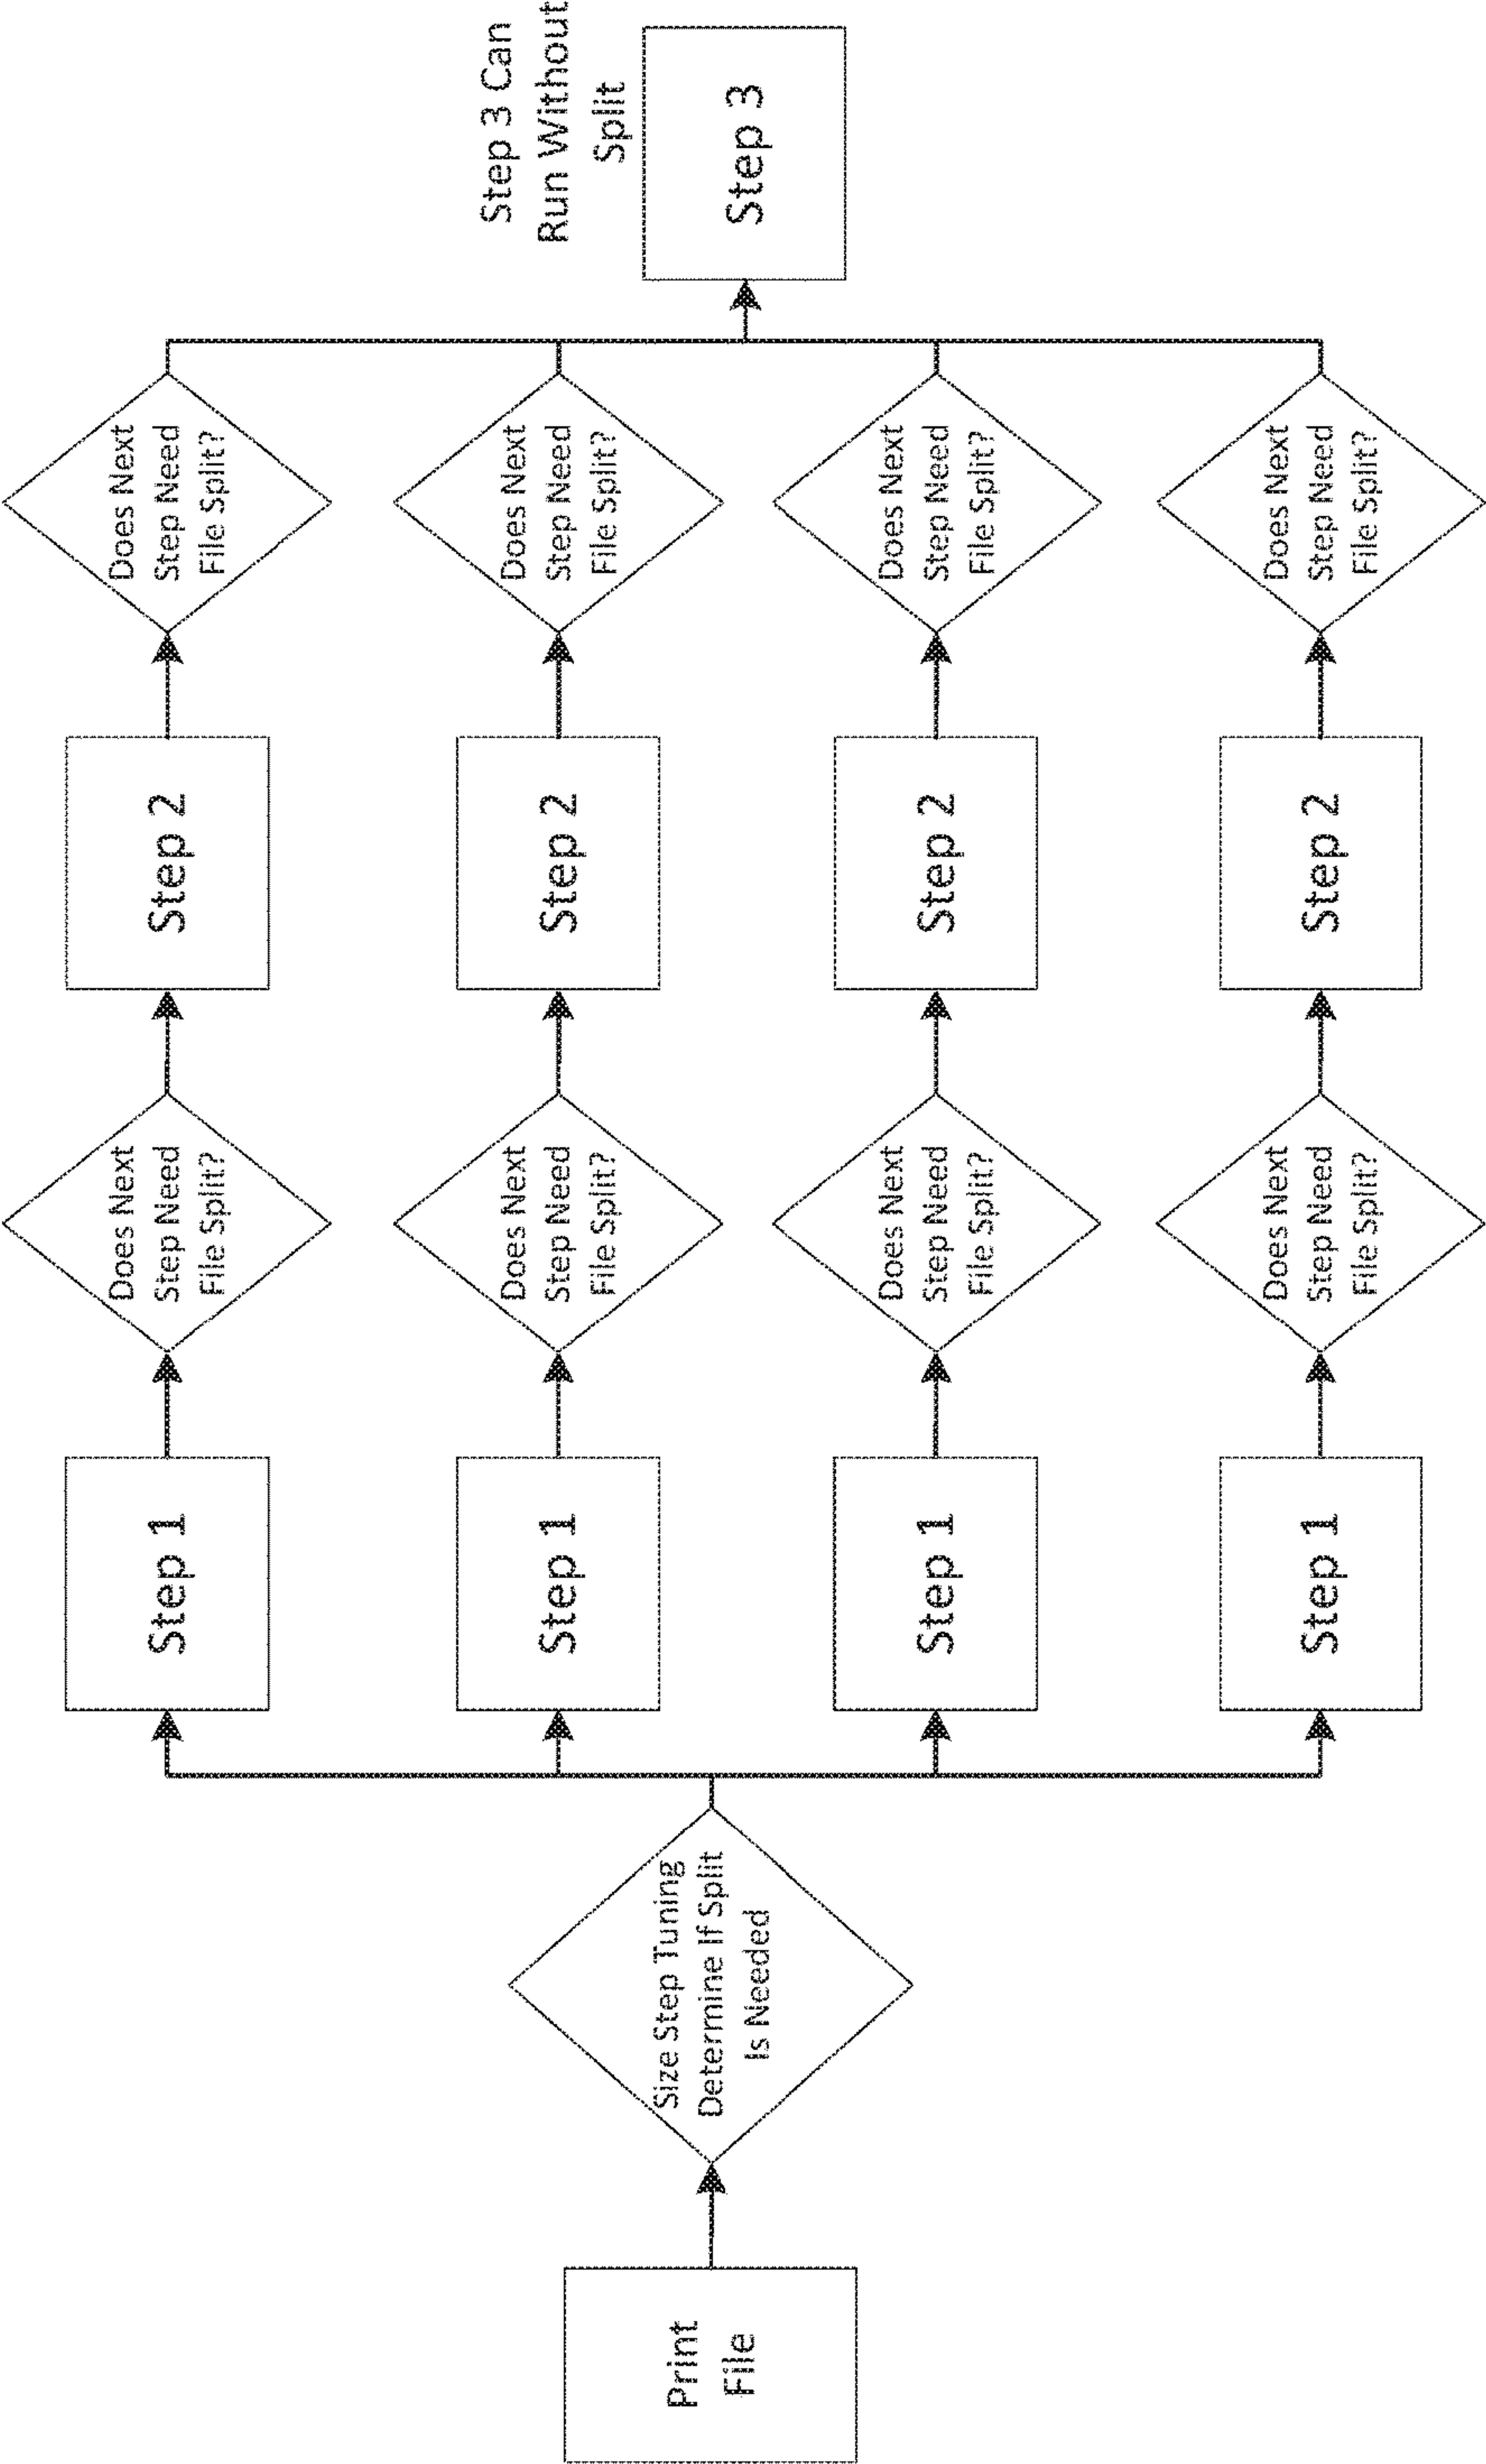 Print
File
Size Step Tuning
Determine If Split
Is Needed
Step 1
Does Next
Step Need
File Split?
Step 2
Does Next
Step Need
File Split?
Step 1
Does Next
Step Need
File Split?
Step 2
Does Next
Step Need
File Split?
Step 1
Does Next
Step Need
File Split?
Step 2
Does Next
Step Need
File Split?
Step 1
Does Next
Step Need
File Split?
Step 2
Does Next
Step Need
File Split?
Step 3 Can
Run Without
Split
Step 3